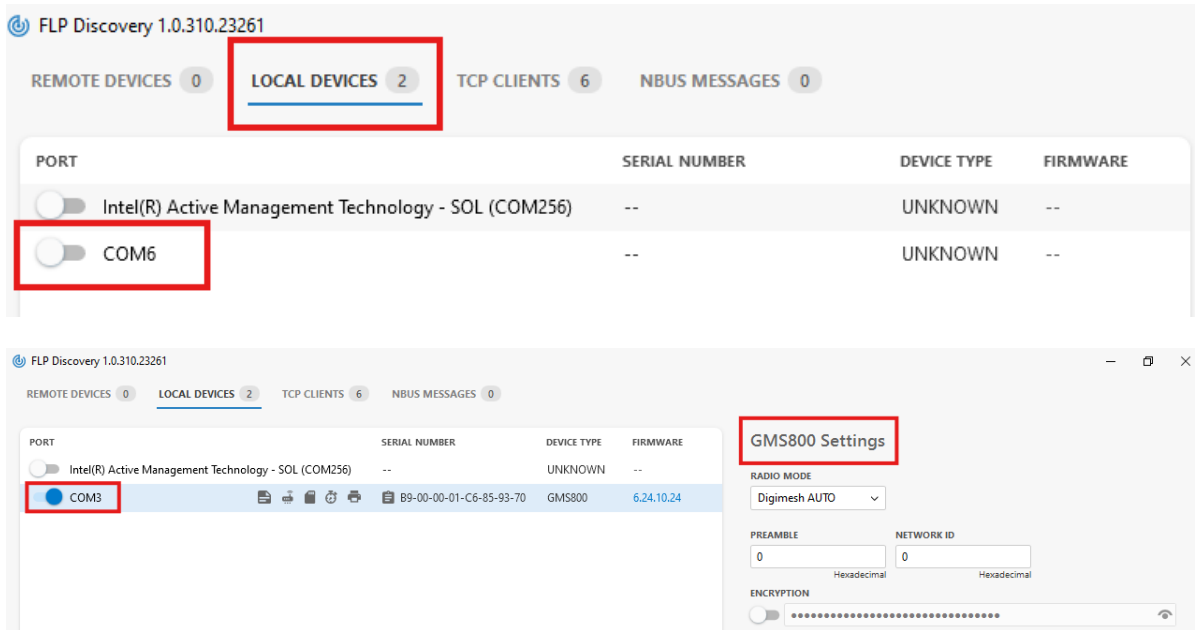 FLP Discovery 1.0.310.23261
REMOTE DEVICES 0 LOCAL DEVICES 2 TCP CLIENTS 6 NBUS MESSAGES 0
PORT SERIAL NUMBER DEVICE TYPE FIRMWARE
Intel(R) Active Management Technology - SOL (COM256) -- UNKNOWN --
COM6 -- UNKNOWN --
FLP Discovery 1.0.310.23261
REMOTE DEVICES 0 LOCAL DEVICES 2 TCP CLIENTS 6 NBUS MESSAGES 0
PORT SERIAL NUMBER DEVICE TYPE FIRMWARE
Intel(R) Active Management Technology - SOL (COM256) -- UNKNOWN --
COM3 B9-00-00-01-C6-85-93-70 GMS800 6.24.10.24
GMS800 Settings
RADIO MODE
Digimesh AUTO
PREAMBLE NETWORK ID
0 0
Hexadecimal Hexadecimal
ENCRYPTION